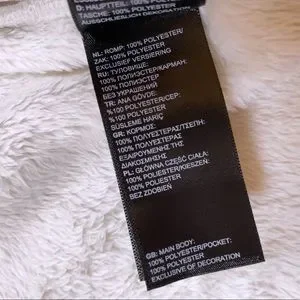 D: HAUPTTEIL: 100% POLYESTER/
TASCHE: 100% POLYESTER
AUSSCHLIESSLICH DEKORATION
NL: ROMP: 100% POLYESTER/
ZAK: 100% POLYESTER
EXCLUSIEF VERSIERING
RU: ТУЛОВИЩЕ:
100% ПОЛИЭСТЕР/КАРМАН:
100% ПОЛИЭСТЕР
БЕЗ УКРАШЕНИЙ
TR: ANA GÖVDE:
%100 POLYESTER/CEP:
%100 POLYESTER
SÜSLEME HARİÇ
GR: ΚΟΡΜΟΣ:
100% ΠΟΛΥΕΣΤΕΡΑΣ/ΤΣΕΠΗ:
100% ΠΟΛΥΕΣΤΕΡΑΣ
ΕΞΑΙΡΟΥΜΕΝΗΣ ΤΗΣ
ΔΙΑΚΟΣΜΗΣΗΣ
PL: GŁÓWNA CZEŚĆ CIAŁA:
100% POLIESTER/KIESZEŃ:
100% POLIESTER
BEZ ZDOBIEŃ
GB: MAIN BODY:
100% POLYESTER/POCKET:
100% POLYESTER
EXCLUSIVE OF DECORATION